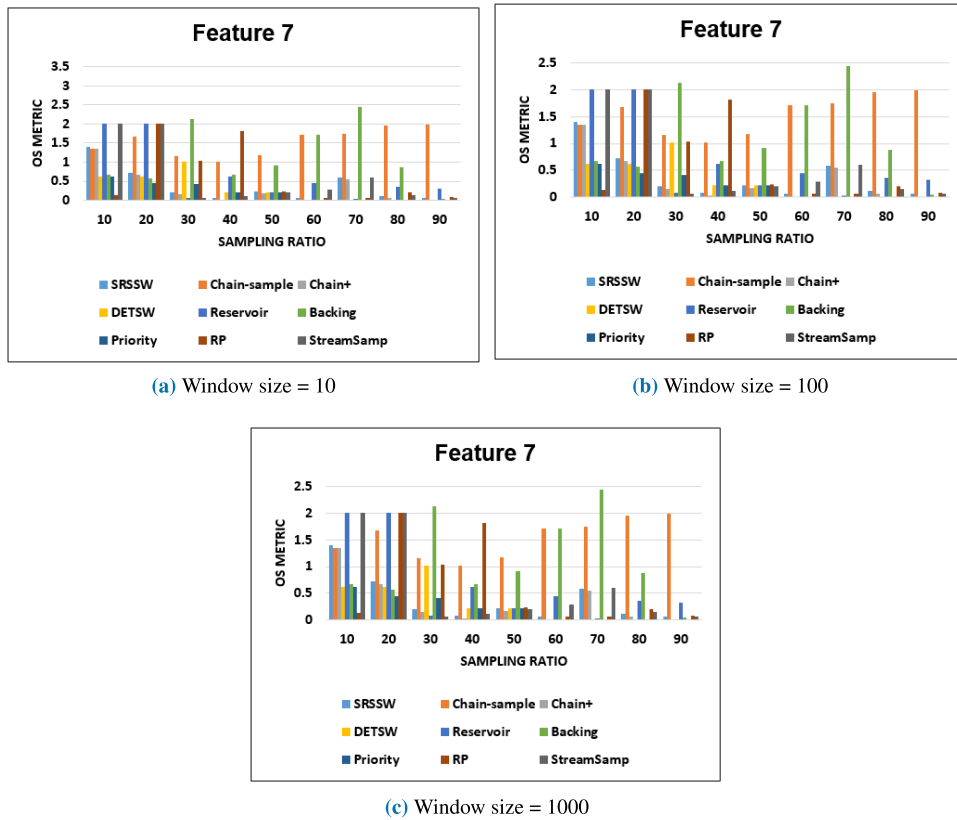 Feature 7
3.5
3
2.5
2
1.5
1
0.5
0
OS METRIC
10 20 30 40 50 60 70 80 90
SAMPLING RATIO
SRSSW Chain-sample Chain+
DETSW Reservoir Backing
Priority RP StreamSamp
(a) Window size = 10
Feature 7
2.5
2
1.5
1
0.5
0
OS METRIC
10 20 30 40 50 60 70 80 90
SAMPLING RATIO
SRSSW Chain-sample Chain+
DETSW Reservoir Backing
Priority RP StreamSamp
(b) Window size = 100
Feature 7
2.5
2
1.5
1
0.5
0
OS METRIC
10 20 30 40 50 60 70 80 90
SAMPLING RATIO
SRSSW Chain-sample Chain+
DETSW Reservoir Backing
Priority RP StreamSamp
(c) Window size = 1000